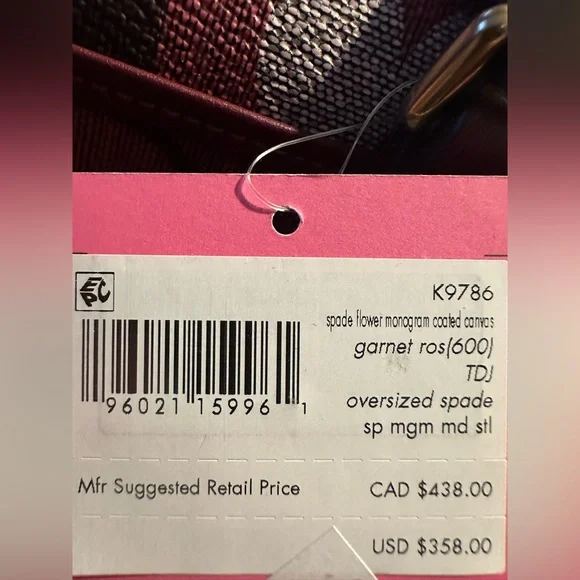 EPC
K9786
spade flower monogram coated canvas
garnet ros(600)
TDJ
oversized spade
sp mgm md stl
96021 15996 1
Mfr Suggested Retail Price CAD $438.00
USD $358.00